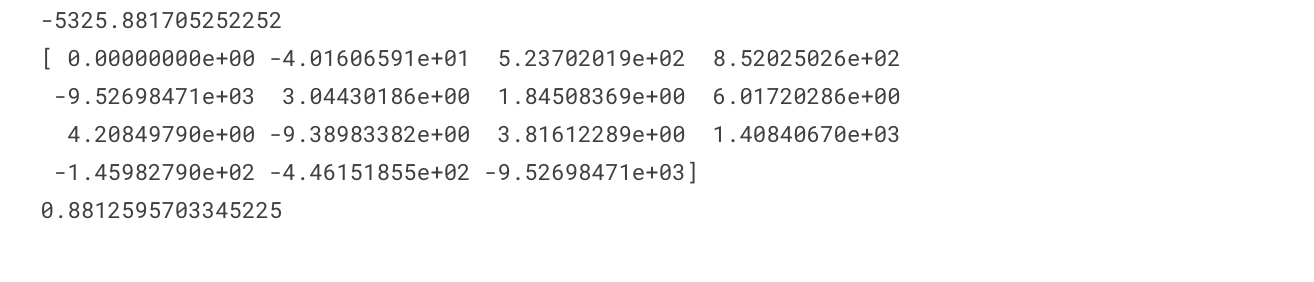 -5325.881705252252
[ 0.00000000e+00 -4.01606591e+01  5.23702019e+02  8.52025026e+02
 -9.52698471e+03  3.04430186e+00  1.84508369e+00  6.01720286e+00
  4.20849790e+00 -9.38983382e+00  3.81612289e+00  1.40840670e+03
 -1.45982790e+02 -4.46151855e+02 -9.52698471e+03]
0.8812595703345225